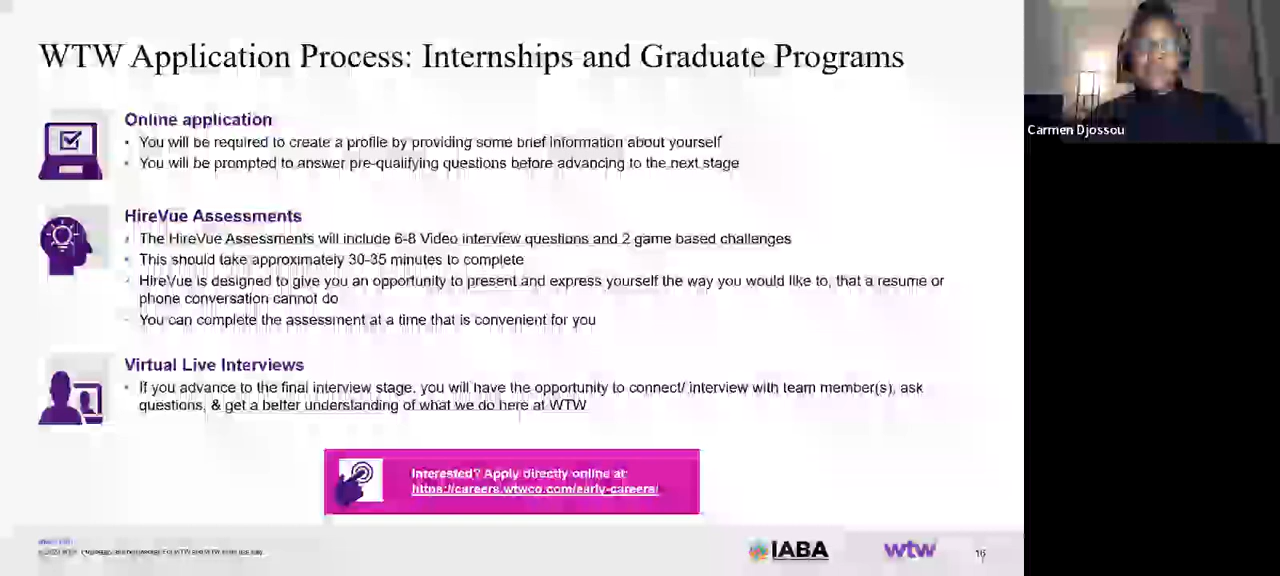 WTW Application Process: Internships and Graduate Programs
Carmen Djossou
Online application
• You will be required to create a profile by providing some brief information about yourself
• You will be prompted to answer pre-qualifying questions before advancing to the next stage
HireVue Assessments
• The HireVue Assessments will include 6-8 Video interview questions and 2 game based challenges
• This should take approximately 30-35 minutes to complete
• HireVue is designed to give you an opportunity to present and express yourself the way you would like to, that a resume or
phone conversation cannot do
• You can complete the assessment at a time that is convenient for you
Virtual Live Interviews
• If you advance to the final interview stage, you will have the opportunity to connect/ interview with team member(s), ask
questions, & get a better understanding of what we do here at WTW
Interested? Apply directly online at:
https://careers.wtwco.com/early-careers/
IABA
wtw
16